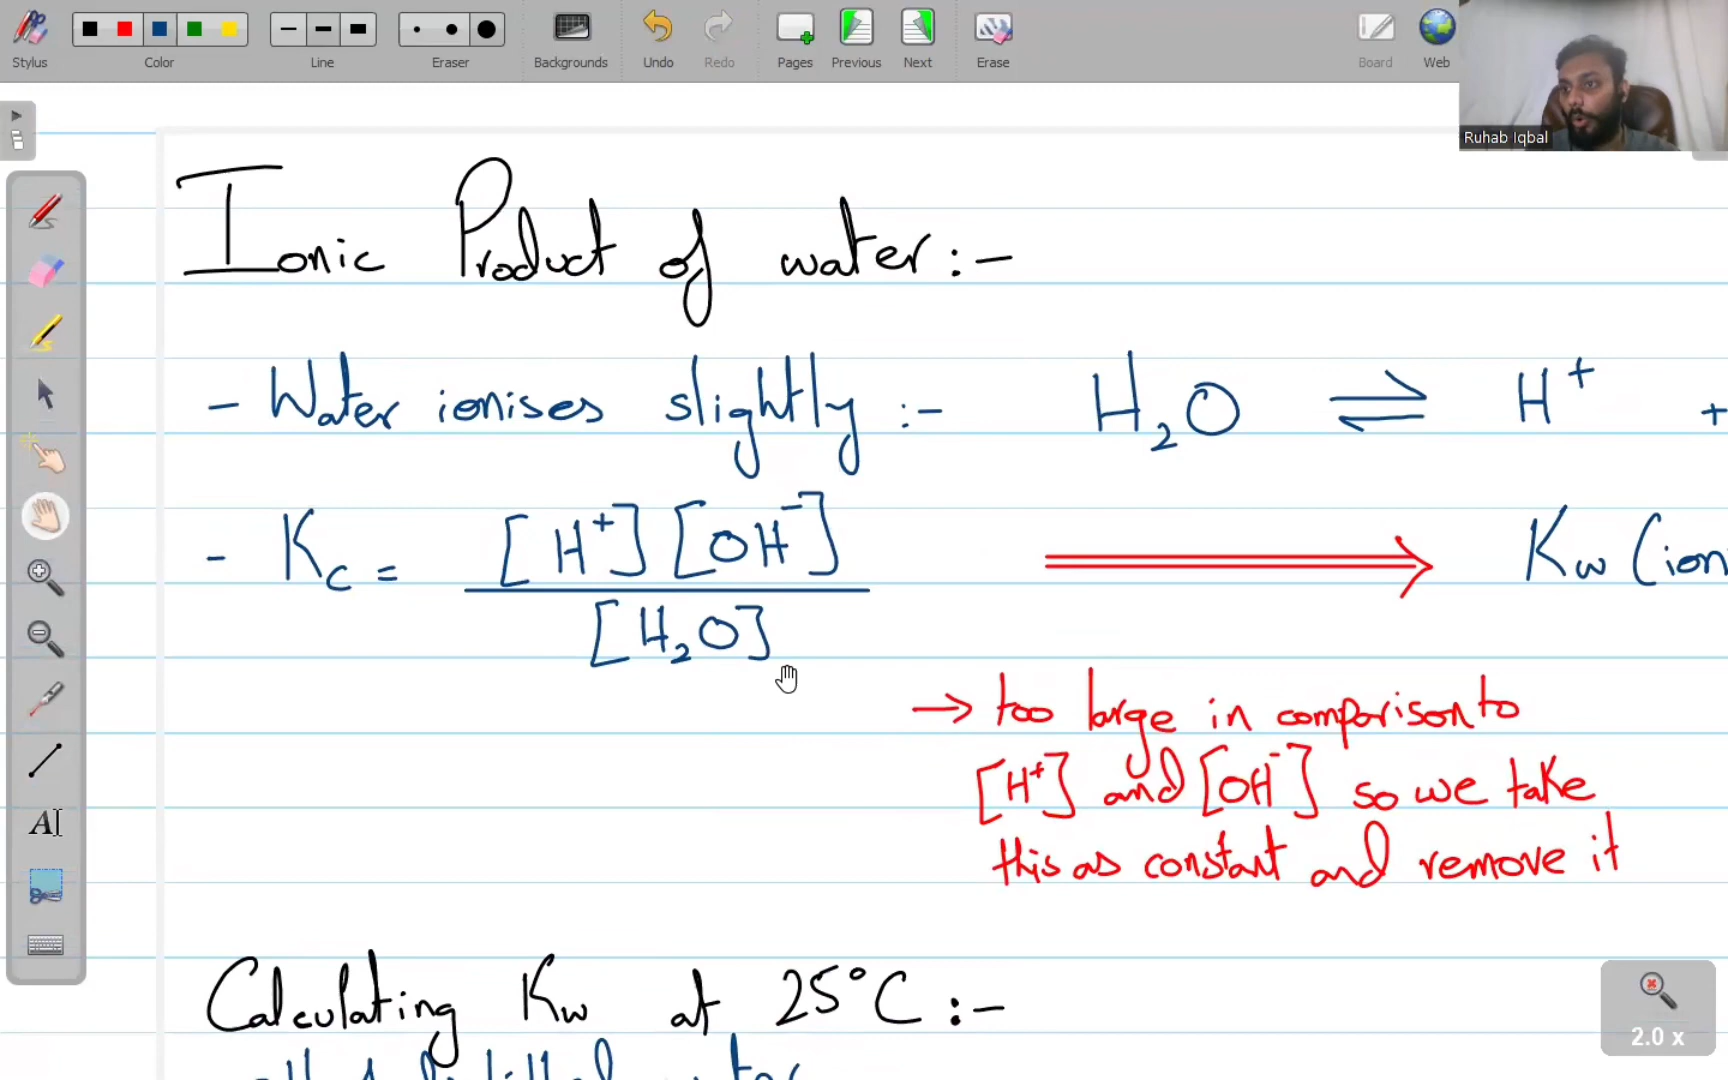 Stylus
Color
Line
Eraser
Backgrounds
Undo
Redo
Pages
Previous
Next
Erase
Board
Web
Ruhab Iqbal
Ionic Product of water:-
- Water ionises slightly :- H₂O ⇌ H⁺ +
- Kc = [H⁺][OH⁻] / [H₂O] ⟹ Kw (ion
→ too large in comparison to
[H⁺] and [OH⁻] so we take
this as constant and remove it
Calculating Kw at 25°C :-
2.0 x